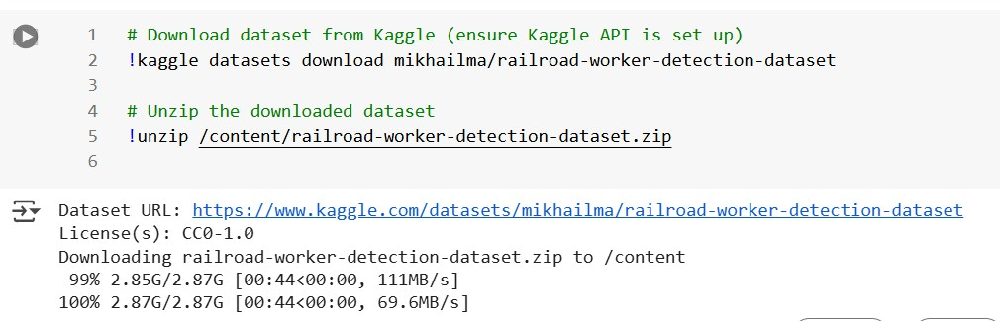 1 # Download dataset from Kaggle (ensure Kaggle API is set up)
2 !kaggle datasets download mikhailma/railroad-worker-detection-dataset
3
4 # Unzip the downloaded dataset
5 !unzip /content/railroad-worker-detection-dataset.zip
6
Dataset URL: https://www.kaggle.com/datasets/mikhailma/railroad-worker-detection-dataset
License(s): CC0-1.0
Downloading railroad-worker-detection-dataset.zip to /content
99% 2.85G/2.87G [00:44<00:00, 111MB/s]
100% 2.87G/2.87G [00:44<00:00, 69.6MB/s]